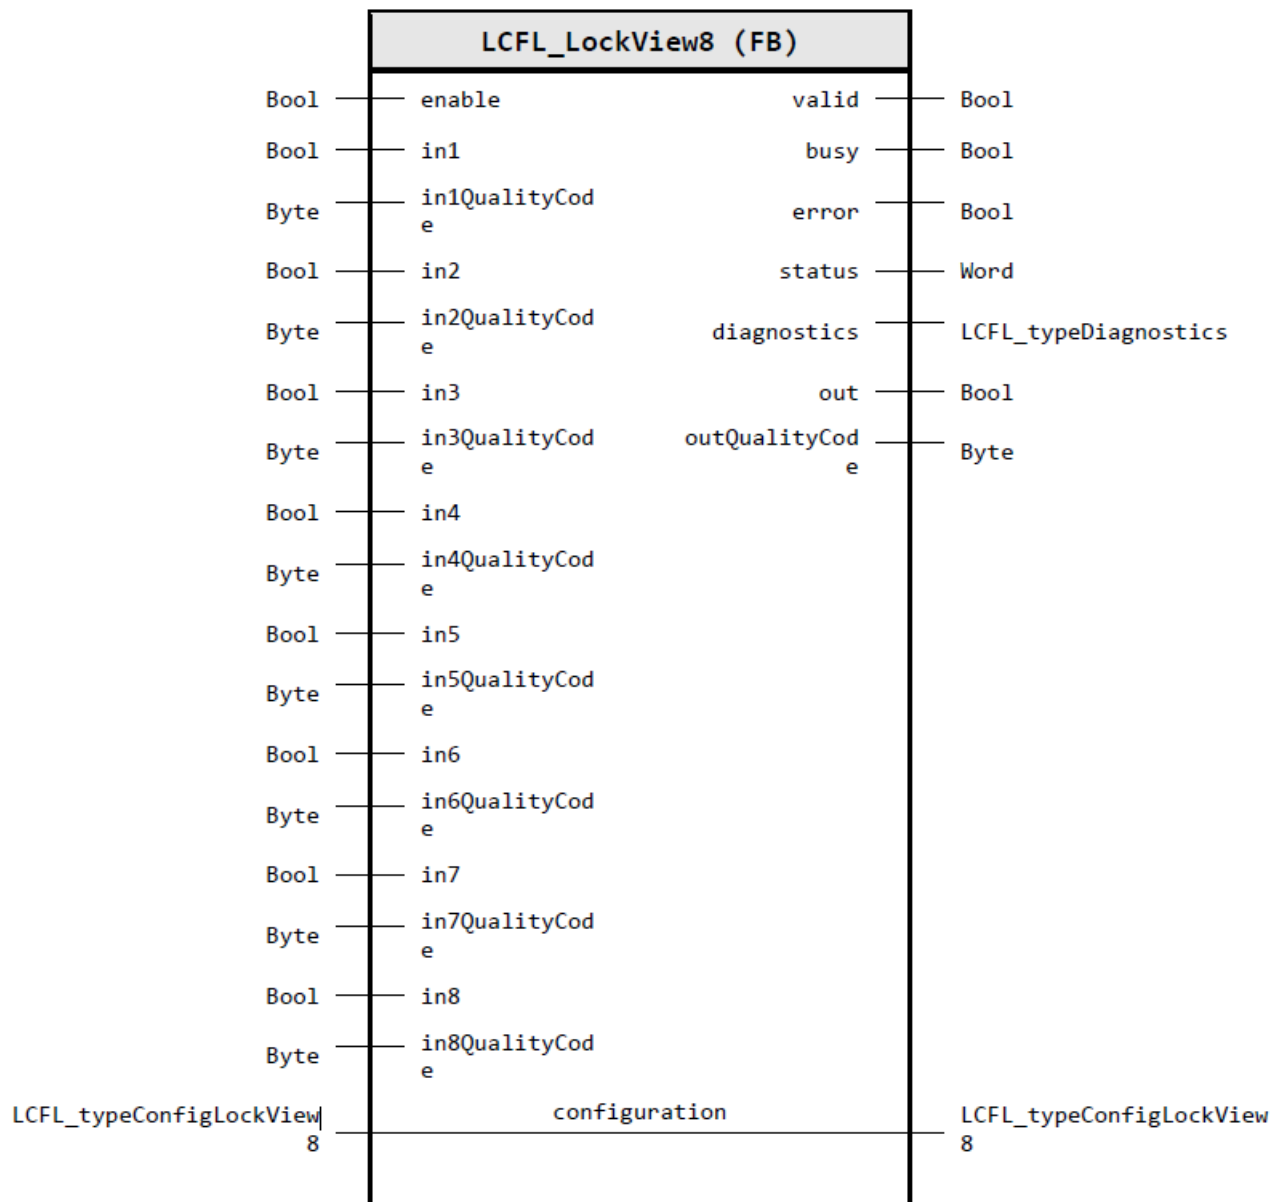 LCFL_LockView8 (FB)
Bool enable valid Bool
Bool in1 busy Bool
Byte in1QualityCod error Bool
e
Bool in2 status Word
Byte in2QualityCod diagnostics LCFL_typeDiagnostics
e
Bool in3 out Bool
Byte in3QualityCod outQualityCod Byte
e e
Bool in4
Byte in4QualityCod
e
Bool in5
Byte in5QualityCod
e
Bool in6
Byte in6QualityCod
e
Bool in7
Byte in7QualityCod
e
Bool in8
Byte in8QualityCod
e
LCFL_typeConfigLockView configuration LCFL_typeConfigLockView
8 8